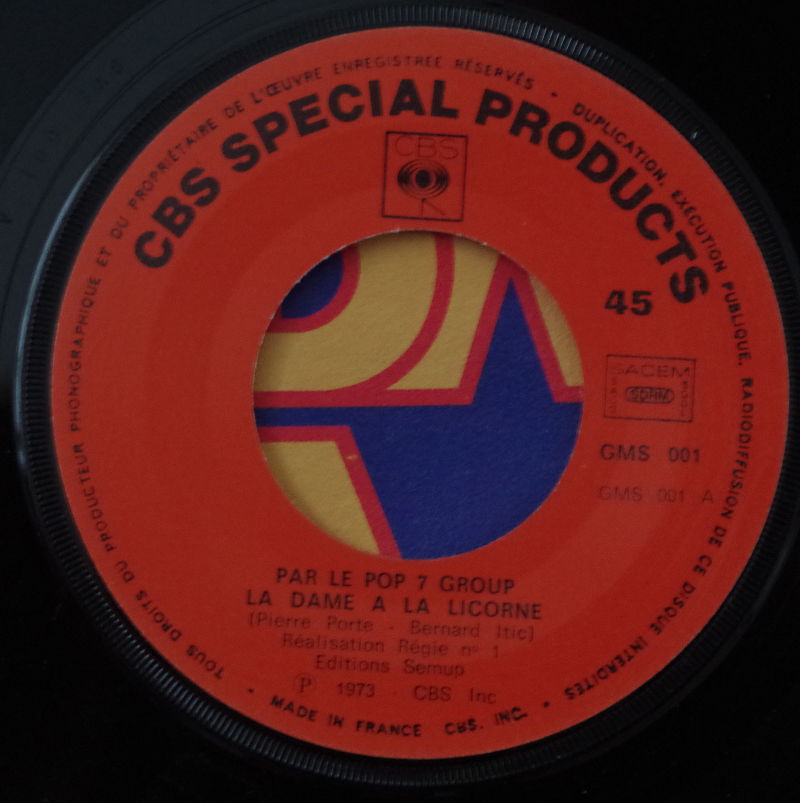 TOUS DROITS DU PRODUCTEUR PHONOGRAPHIQUE ET DU PROPRIÉTAIRE DE L'ŒUVRE ENREGISTRÉE RÉSERVÉS - DUPLICATION, EXÉCUTION PUBLIQUE, RADIODIFFUSION DE CE DISQUE INTERDITES -
CBS SPECIAL PRODUCTS
CBS
45
SACEM
SDRM
GMS 001
GMS 001 A
PAR LE POP 7 GROUP
LA DAME A LA LICORNE
(Pierre Porte - Bernard Itic)
Réalisation Régie nº 1
Editions Semup
Ⓟ 1973 - CBS Inc
- MADE IN FRANCE CBS. INC.